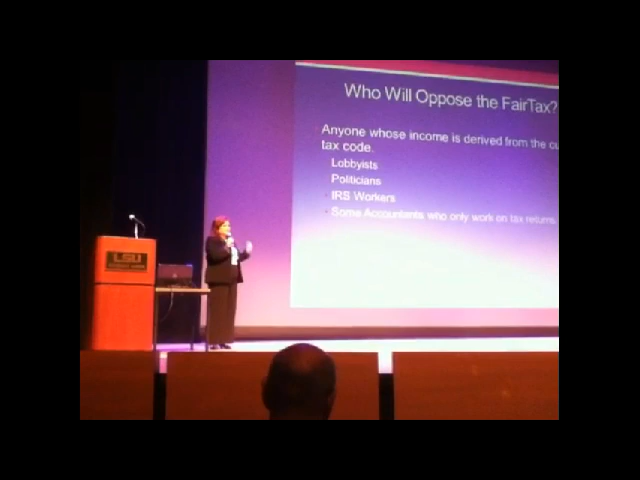 Who Will Oppose the FairTax?
Anyone whose income is derived from the cu
tax code.
Lobbyists
Politicians
IRS Workers
Some Accountants who only work on tax returns.
LSU